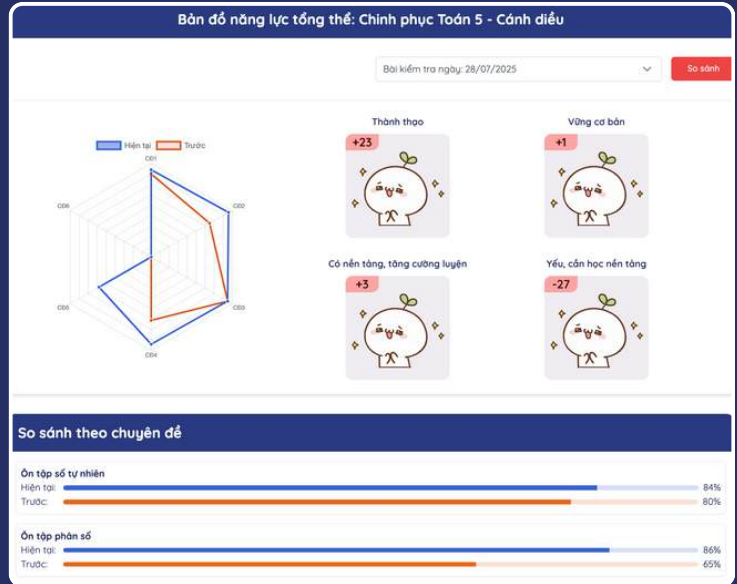 Bản đồ năng lực tổng thể: Chinh phục Toán 5 - Cánh diều
Bài kiểm tra ngày: 28/07/2025
So sánh
Hiện tại Trước
CĐ1
CĐ2
CĐ3
CĐ4
CĐ5
CĐ6
Thành thạo
+23
Vững cơ bản
+1
Có nền tảng, tăng cường luyện
+3
Yếu, cần học nền tảng
-27
So sánh theo chuyên đề
Ôn tập số tự nhiên
Hiện tại: 84%
Trước: 80%
Ôn tập phân số
Hiện tại: 86%
Trước: 65%